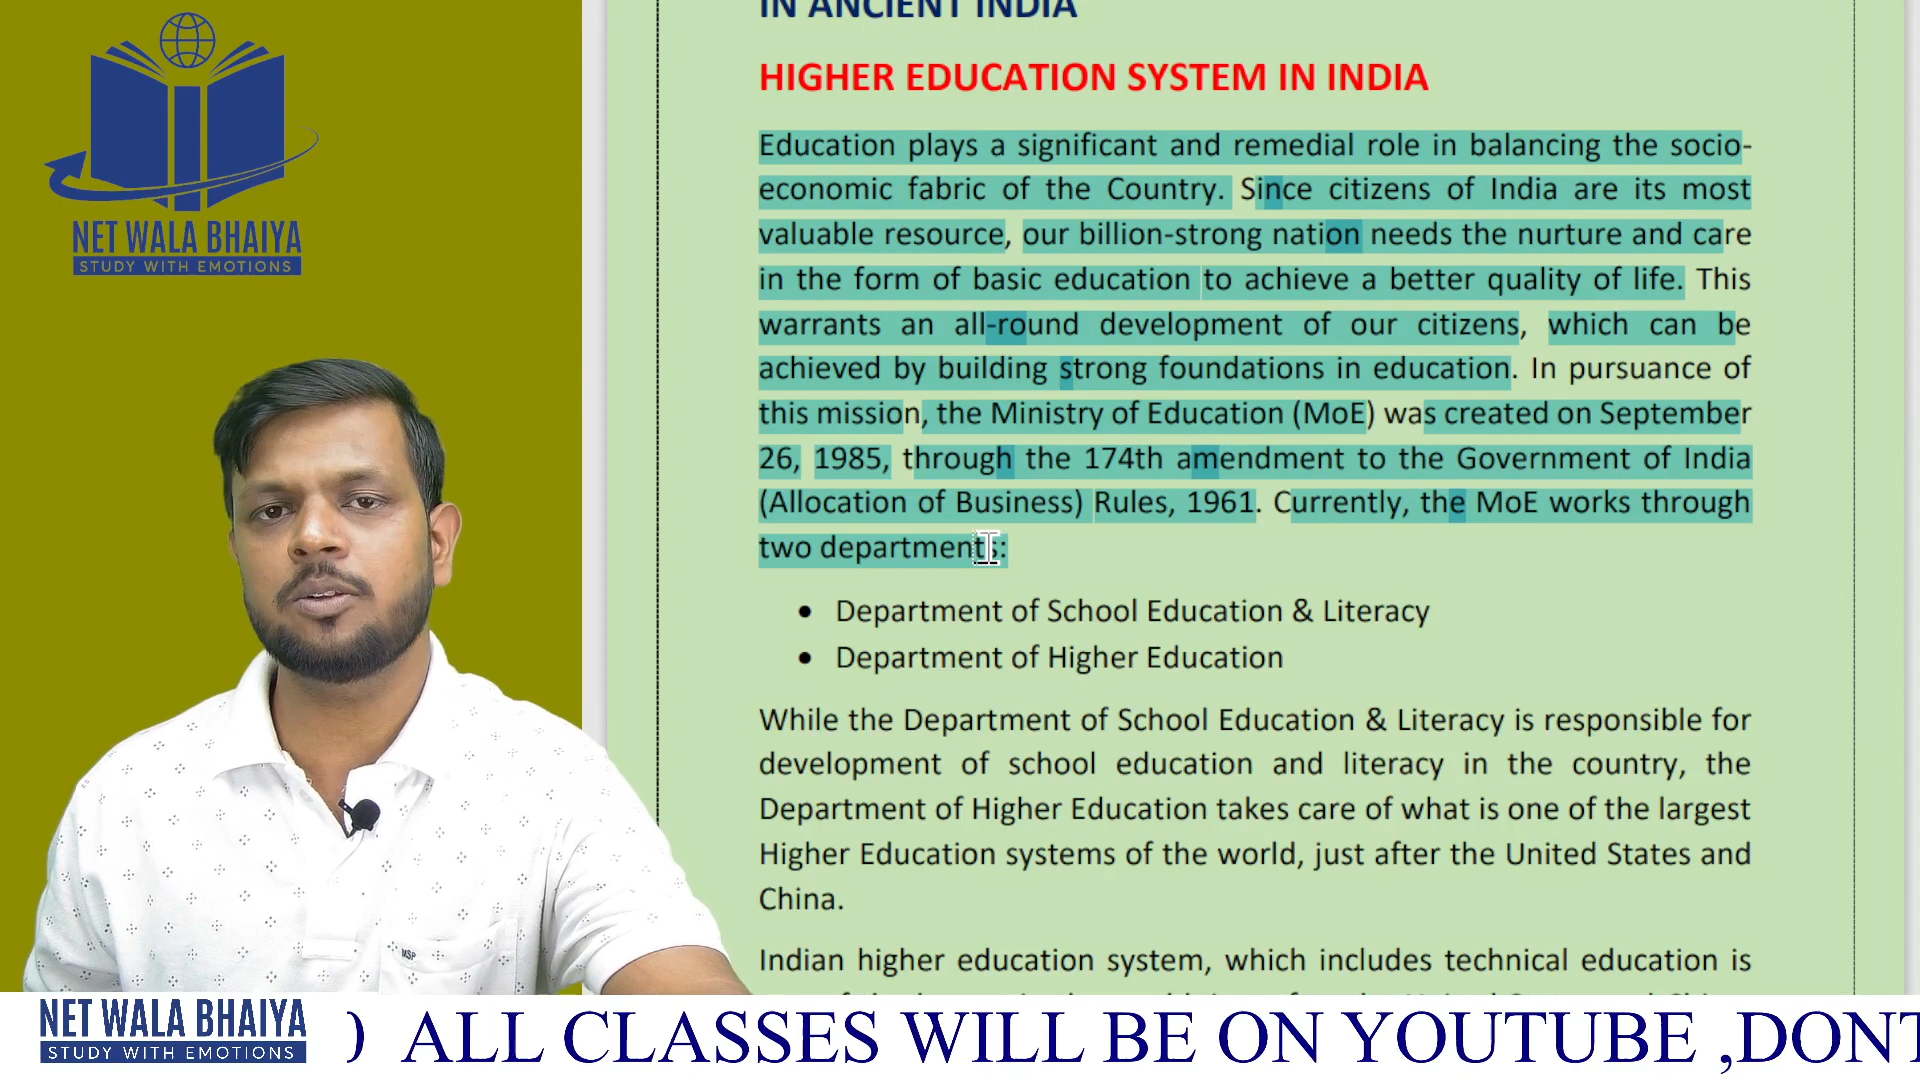 IN ANCIENT INDIA
HIGHER EDUCATION SYSTEM IN INDIA
Education plays a significant and remedial role in balancing the socio-
economic fabric of the Country. Since citizens of India are its most
valuable resource, our billion-strong nation needs the nurture and care
in the form of basic education to achieve a better quality of life. This
warrants an all-round development of our citizens, which can be
achieved by building strong foundations in education. In pursuance of
this mission, the Ministry of Education (MoE) was created on September
26, 1985, through the 174th amendment to the Government of India
(Allocation of Business) Rules, 1961. Currently, the MoE works through
two departments:
• Department of School Education & Literacy
• Department of Higher Education
While the Department of School Education & Literacy is responsible for
development of school education and literacy in the country, the
Department of Higher Education takes care of what is one of the largest
Higher Education systems of the world, just after the United States and
China.
Indian higher education system, which includes technical education is
NET WALA BHAIYA
STUDY WITH EMOTIONS
MSP
NET WALA BHAIYA
STUDY WITH EMOTIONS
) ALL CLASSES WILL BE ON YOUTUBE ,DONT